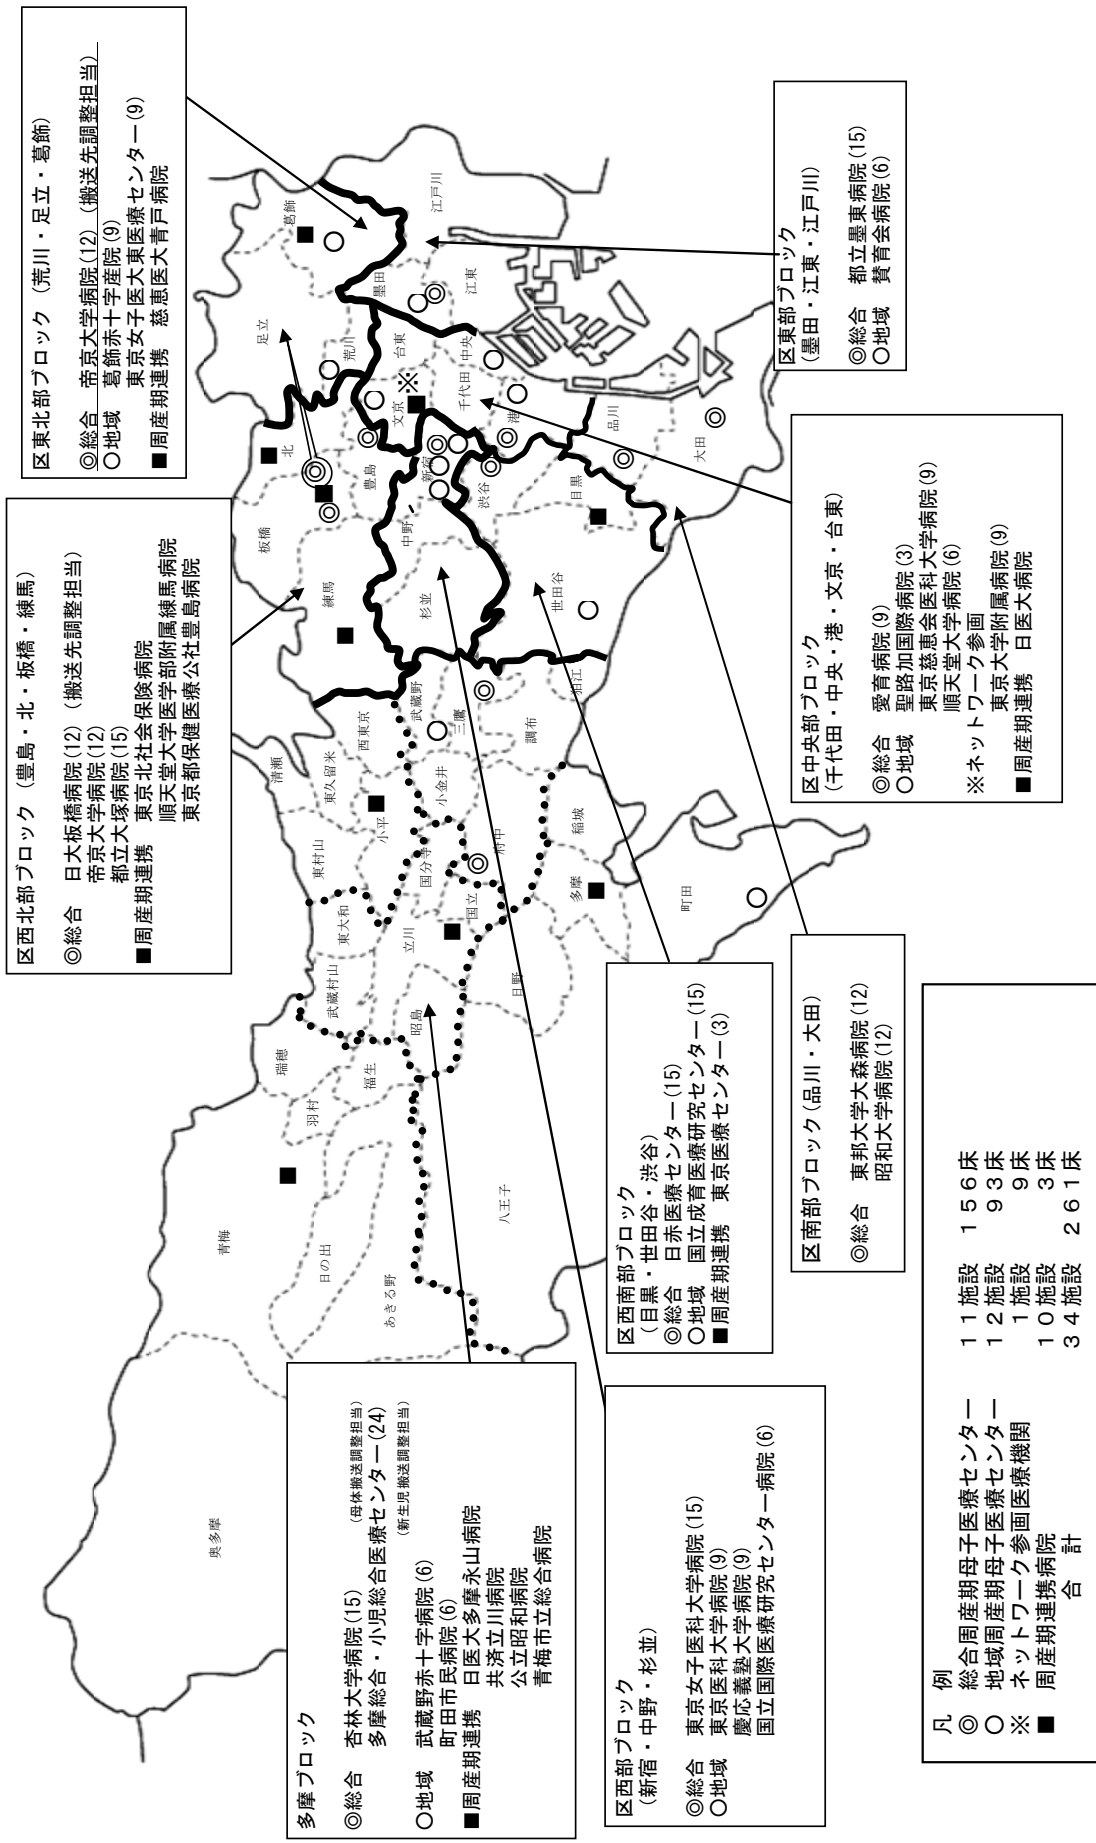 区東北部ブロック（荒川・足立・葛飾）
◎総合　帝京大学病院(12)（搬送先調整担当）
○地域　葛飾赤十字産院(9)
東京女子医大東医療センター(9)
■周産期連携　慈恵医大青戸病院
区西北部ブロック（豊島・北・板橋・練馬）
◎総合　日大板橋病院(12)（搬送先調整担当）
帝京大学病院(12)
都立大塚病院(15)
■周産期連携　東京北社会保険病院
順天堂大学医学部附属練馬病院
東京都保健医療公社豊島病院
区東部ブロック
(墨田・江東・江戸川)
◎総合　都立墨東病院(15)
○地域　賛育会病院(6)
区中央部ブロック
(千代田・中央・港・文京・台東)
◎総合　愛育病院(9)
○地域　聖路加国際病院(3)
東京慈恵会医科大学病院(9)
順天堂大学病院(6)
※ネットワーク参画
東京大学附属病院(9)
■周産期連携　日医大病院
区南部ブロック(品川・大田)
◎総合　東邦大学大森病院(12)
昭和大学病院(12)
区西南部ブロック
(目黒・世田谷・渋谷)
◎総合　日赤医療センター(15)
○地域　国立成育医療研究センター(15)
■周産期連携　東京医療センター(3)
区西部ブロック
(新宿・中野・杉並)
◎総合　東京女子医科大学病院(15)
○地域　東京医科大学病院(9)
慶応義塾大学病院(9)
国立国際医療研究センター病院(6)
多摩ブロック
◎総合　杏林大学病院(15)
(母体搬送調整担当)
多摩総合・小児総合医療センター(24)
(新生児搬送調整担当)
○地域　武蔵野赤十字病院(6)
町田市民病院(6)
■周産期連携　日医大多摩永山病院
共済立川病院
公立昭和病院
青梅市立総合病院
凡　例
◎　総合周産期母子医療センター　１１施設　１５６床
○　地域周産期母子医療センター　１２施設　９３床
※　ネットワーク参画医療機関　１施設　９床
■　周産期連携病院　１０施設　３床
合　計　３４施設　２６１床
奥多摩
青梅
日の出
あきる野
八王子
羽村
瑞穂
福生
昭島
武蔵村山
東大和
立川
国立
日野
東村山
清瀬
東久留米
小平
西東京
国分寺
小金井
府中
武蔵野
三鷹
調布
狛江
稲城
多摩
町田
練馬
板橋
北
豊島
足立
葛飾
荒川
墨田
江戸川
江東
台東
文京
※
千代田
中央
港
新宿
中野
杉並
渋谷
世田谷
目黒
品川
大田